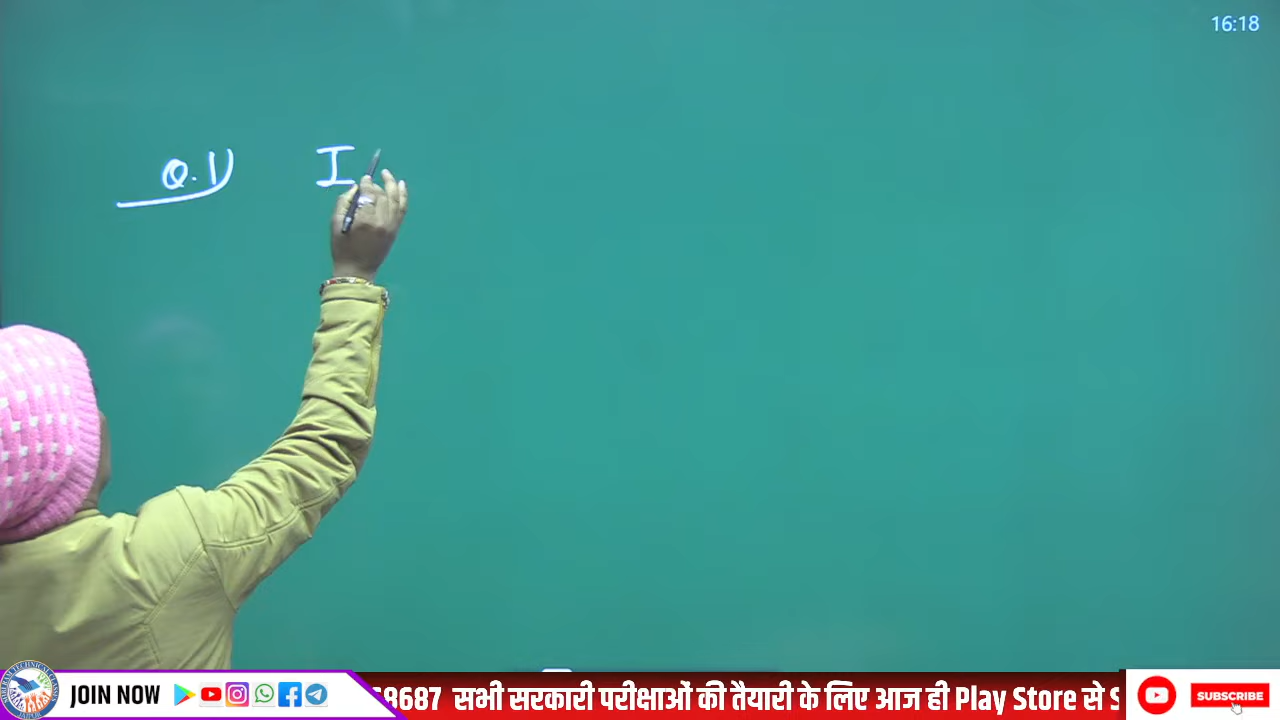 16:18
Q.1) I
JOIN NOW
8687 सभी सरकारी परीक्षाओं की तैयारी के लिए आज ही Play Store से S
SUBSCRIBE